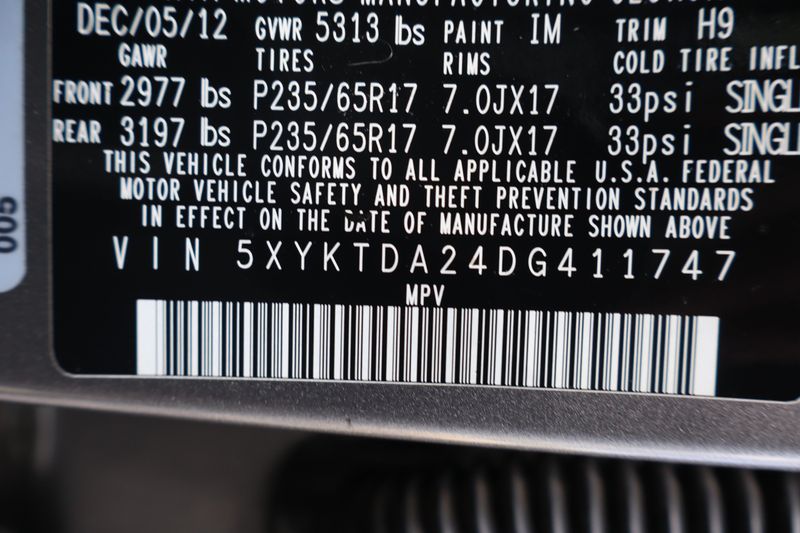 MOTORS MANUFACTURING
DEC/05/12 GVWR 5313 lbs PAINT IM TRIM H9
GAWR TIRES RIMS COLD TIRE INFL
FRONT 2977 lbs P235/65R17 7.0JX17 33psi SINGL
REAR 3197 lbs P235/65R17 7.0JX17 33psi SINGL
THIS VEHICLE CONFORMS TO ALL APPLICABLE U.S.A. FEDERAL
MOTOR VEHICLE SAFETY AND THEFT PREVENTION STANDARDS
IN EFFECT ON THE DATE OF MANUFACTURE SHOWN ABOVE
VIN 5XYKTDA24DG411747
MPV
005